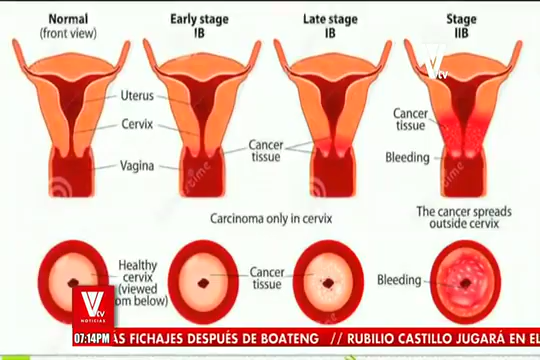 Normal
(front view)
Early stage
IB
Late stage
IB
Stage
IIB
Vtv
Uterus
Cervix
Vagina
Cancer
tissue
Cancer
tissue
Bleeding
Carcinoma only in cervix
The cancer spreads
outside cervix
Healthy
cervix
(viewed
om below)
Cancer
tissue
Bleeding
Vtv
NOTICIAS
07:14PM
ÁS FICHAJES DESPUÉS DE BOATENG // RUBILIO CASTILLO JUGARÁ EN EL